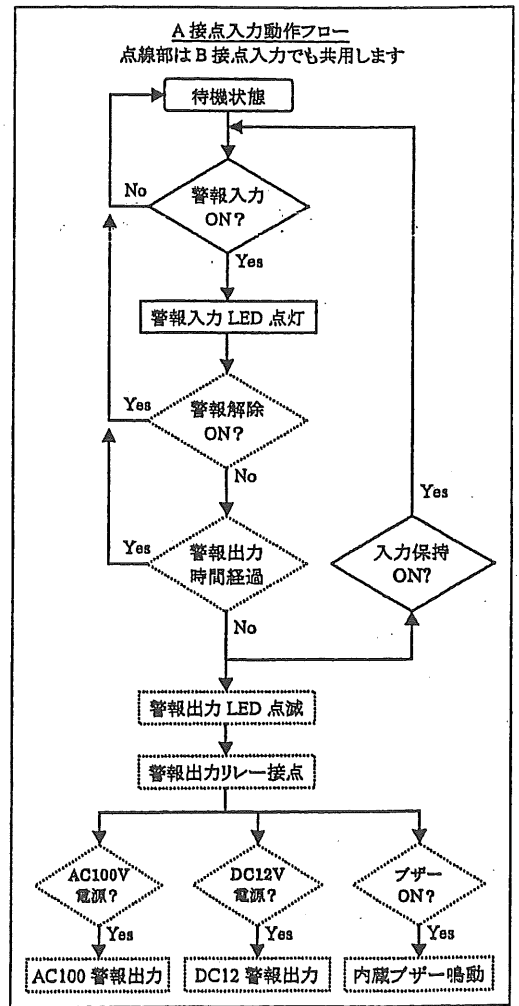 A接点入力動作フロー
点線部はB接点入力でも共用します
待機状態
警報入力
ON?
No
Yes
警報入力 LED 点灯
警報解除
ON?
Yes
No
警報出力
時間経過
Yes
No
入力保持
ON?
Yes
警報出力 LED 点滅
警報出力リレー接点
AC100V
電源?
Yes
DC12V
電源?
Yes
ブザー
ON?
Yes
AC100 警報出力
DC12 警報出力
内蔵ブザー鳴動